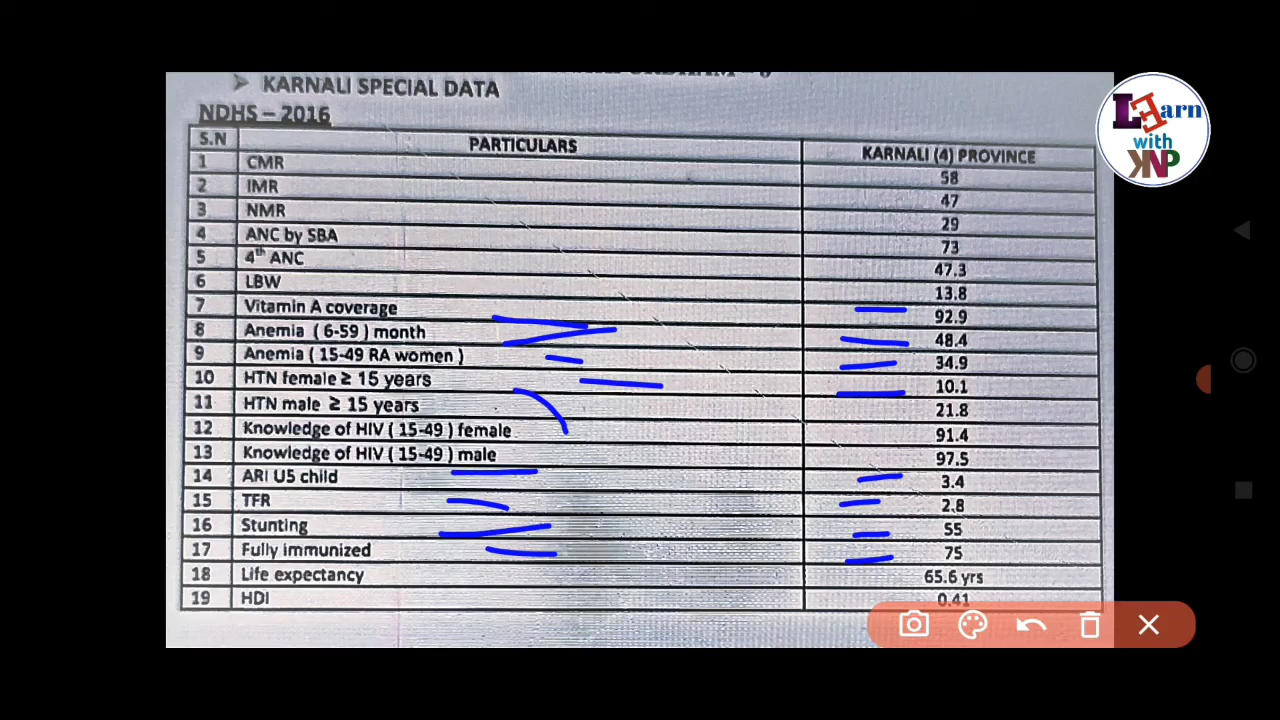 ➤ KARNALI SPECIAL DATA
NDHS – 2016
S.N PARTICULARS KARNALI (4) PROVINCE
1 CMR 58
2 IMR 47
3 NMR 29
4 ANC by SBA 73
5 4th ANC 47.3
6 LBW 13.8
7 Vitamin A coverage 92.9
8 Anemia ( 6-59 ) month 48.4
9 Anemia ( 15-49 RA women ) 34.9
10 HTN female ≥ 15 years 10.1
11 HTN male ≥ 15 years 21.8
12 Knowledge of HIV ( 15-49 ) female 91.4
13 Knowledge of HIV ( 15-49 ) male 97.5
14 ARI U5 child 3.4
15 TFR 2.8
16 Stunting 55
17 Fully immunized 75
18 Life expectancy 65.6 yrs
19 HDI 0.41
LEarn
with
KNP